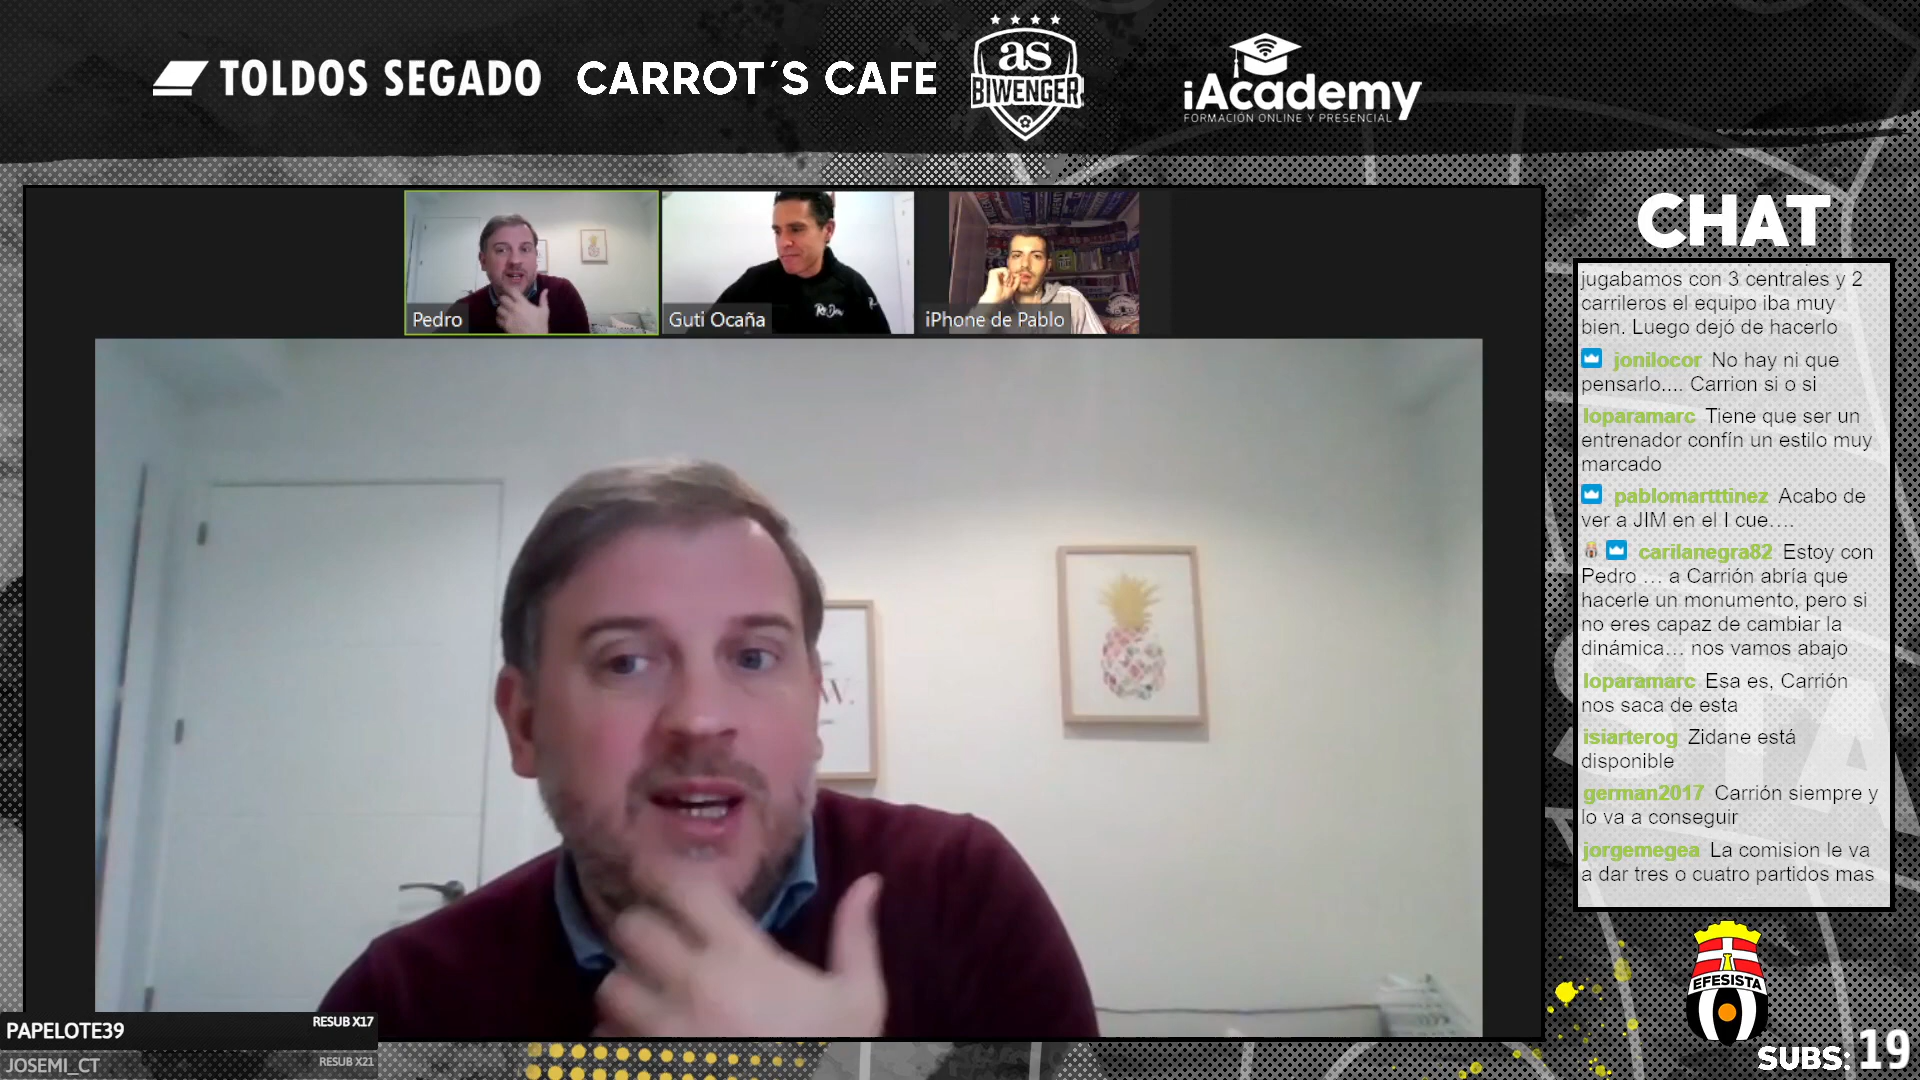 TOLDOS SEGADO
CARROT´S CAFE
as
BIWENGER
iAcademy
FORMACIÓN ONLINE Y PRESENCIAL
Pedro
Guti Ocaña
iPhone de Pablo
CHAT
jugabamos con 3 centrales y 2
carrileros el equipo iba muy
bien. Luego dejó de hacerlo
jonilocor No hay ni que
pensarlo.... Carrion si o si
loparamarc Tiene que ser un
entrenador confín un estilo muy
marcado
pablomartttinez Acabo de
ver a JIM en el I cue....
carilanegra82 Estoy con
Pedro ... a Carrión abría que
hacerle un monumento, pero si
no eres capaz de cambiar la
dinámica... nos vamos abajo
loparamarc Esa es, Carrión
nos saca de esta
isiarterog Zidane está
disponible
german2017 Carrión siempre y
lo va a conseguir
jorgemegea La comision le va
a dar tres o cuatro partidos mas
EFESISTA
SUBS: 19
PAPELOTE39 RESUB X17
JOSEMI_CT RESUB X21